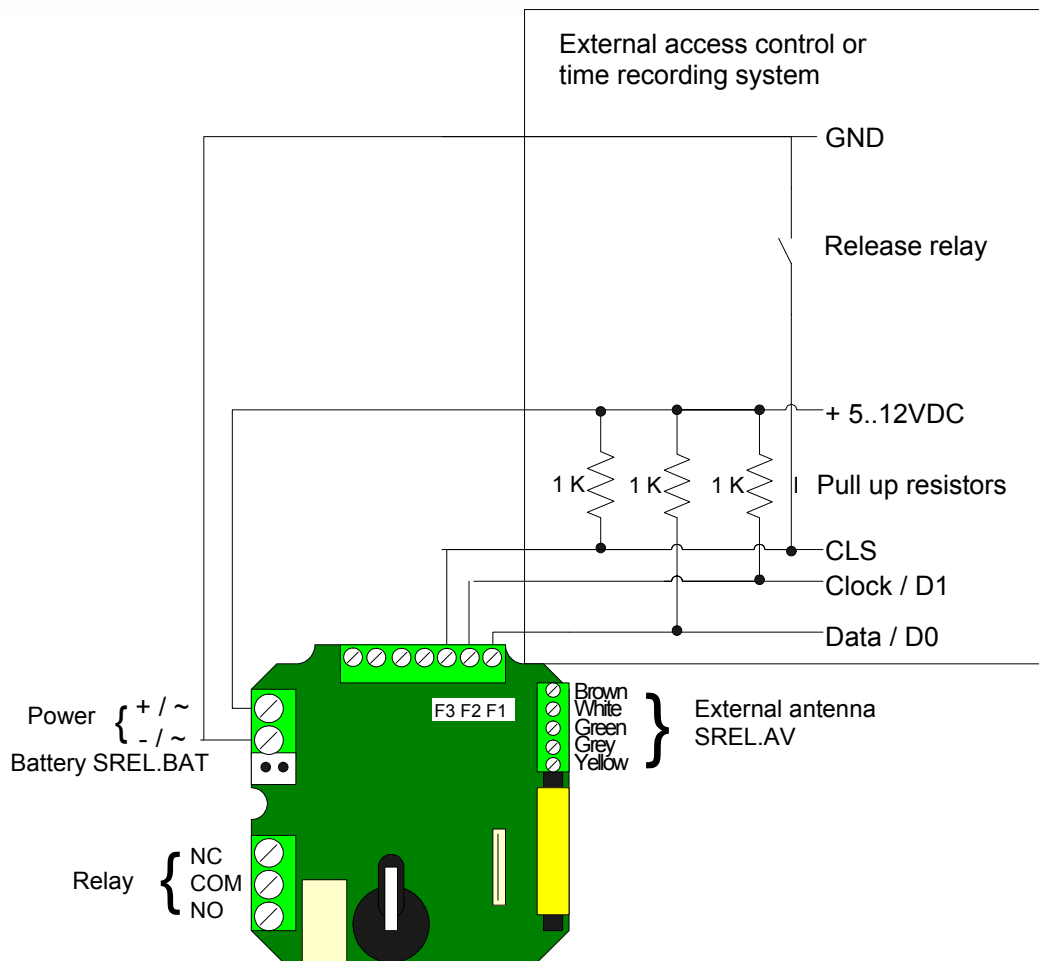 External access control or
time recording system
GND
Release relay
+ 5..12VDC
1 K 1 K 1 K Pull up resistors
CLS
Clock / D1
Data / D0
F3 F2 F1
Brown
White
Green
Grey
Yellow
External antenna
SREL.AV
Power { + / ~
- / ~
Battery SREL.BAT
Relay { NC
COM
NO